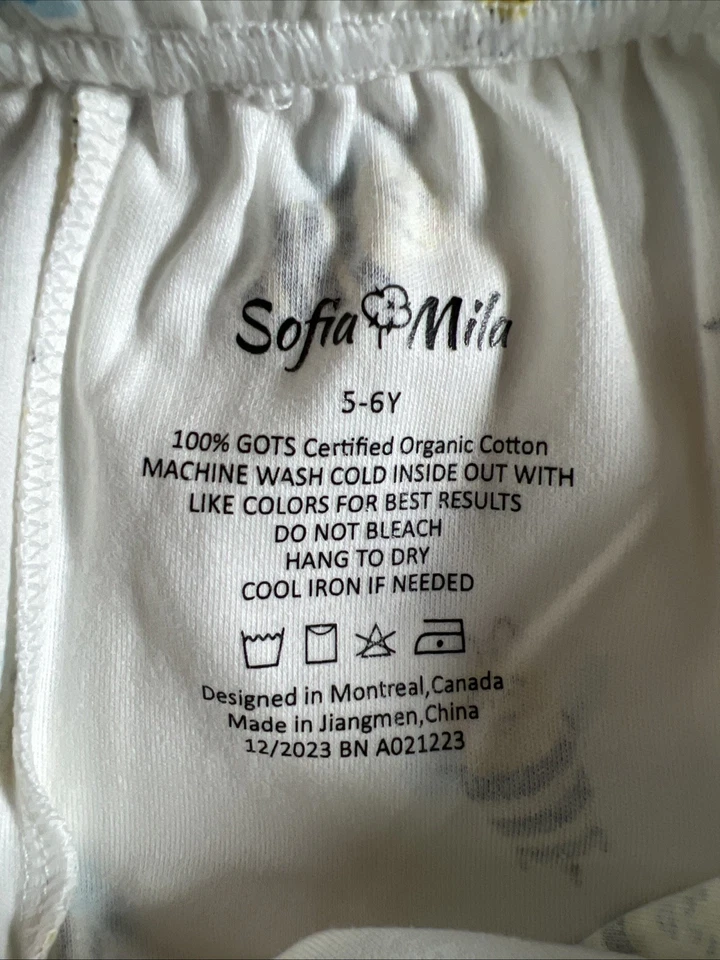 Sofia Mila
5-6Y
100% GOTS Certified Organic Cotton
MACHINE WASH COLD INSIDE OUT WITH
LIKE COLORS FOR BEST RESULTS
DO NOT BLEACH
HANG TO DRY
COOL IRON IF NEEDED
Designed in Montreal,Canada
Made in Jiangmen,China
12/2023 BN A021223